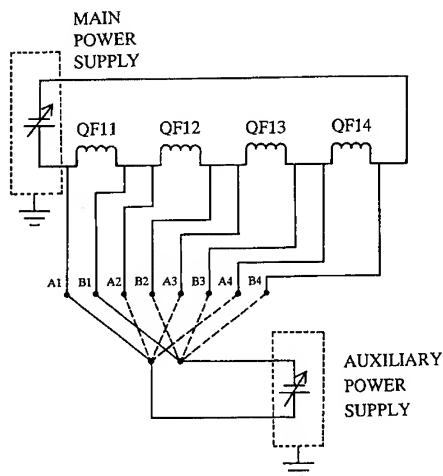 MAIN
POWER
SUPPLY
QF11 QF12 QF13 QF14
A1 B1 A2 B2 A3 B3 A4 B4
AUXILIARY
POWER
SUPPLY